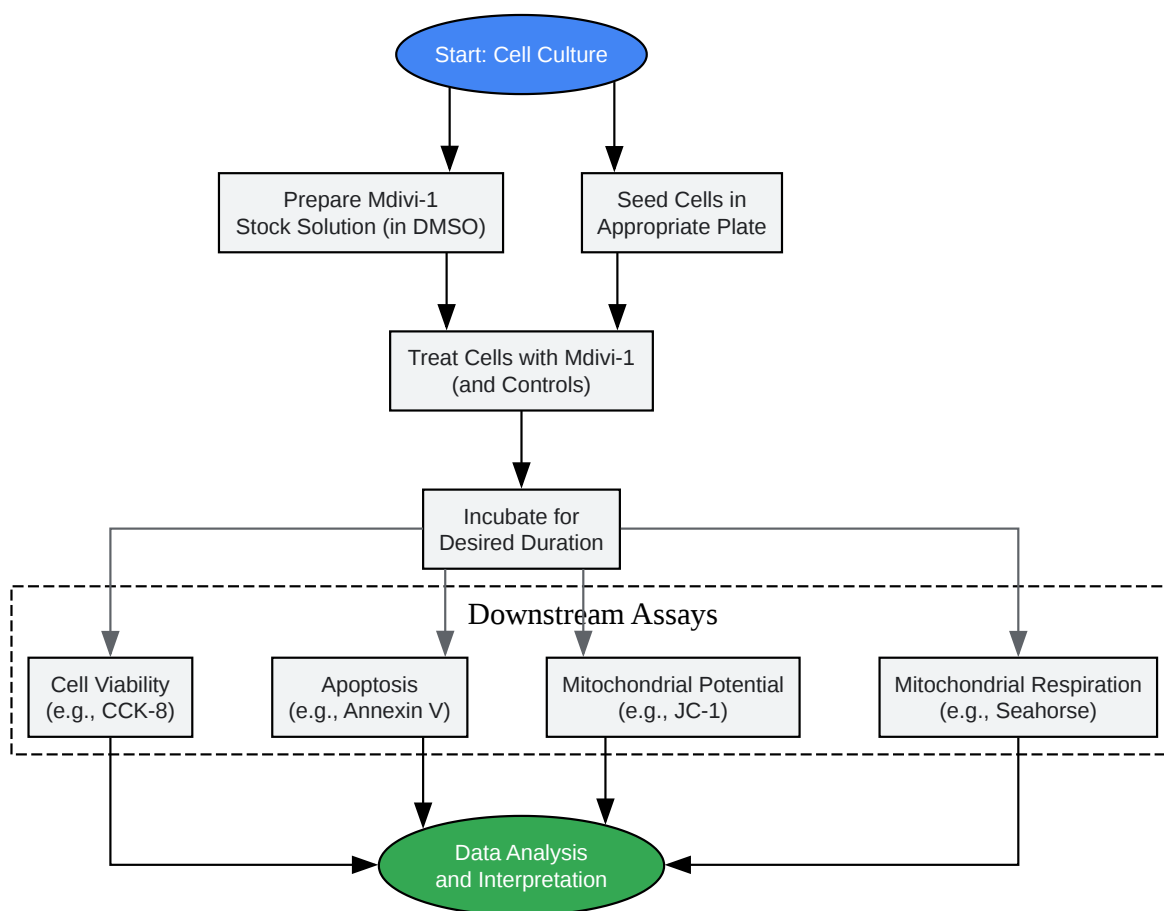 Start: Cell Culture
Prepare Mdivi-1
Stock Solution (in DMSO)
Seed Cells in
Appropriate Plate
Treat Cells with Mdivi-1
(and Controls)
Incubate for
Desired Duration
Downstream Assays
Cell Viability
(e.g., CCK-8)
Apoptosis
(e.g., Annexin V)
Mitochondrial Potential
(e.g., JC-1)
Mitochondrial Respiration
(e.g., Seahorse)
Data Analysis
and Interpretation